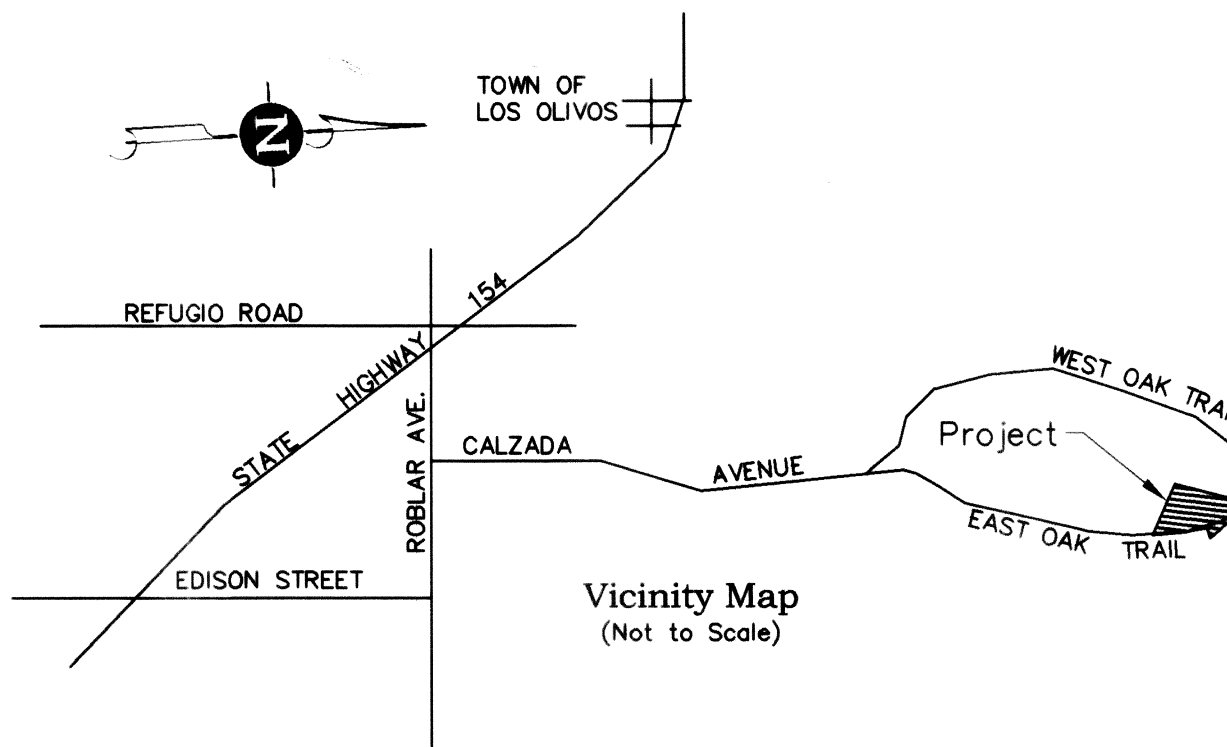 TOWN OF
LOS OLIVOS
N
REFUGIO ROAD
STATE HIGHWAY 154
ROBLAR AVE.
CALZADA AVENUE
WEST OAK TRAI
Project
EAST OAK TRAIL
EDISON STREET
Vicinity Map
(Not to Scale)